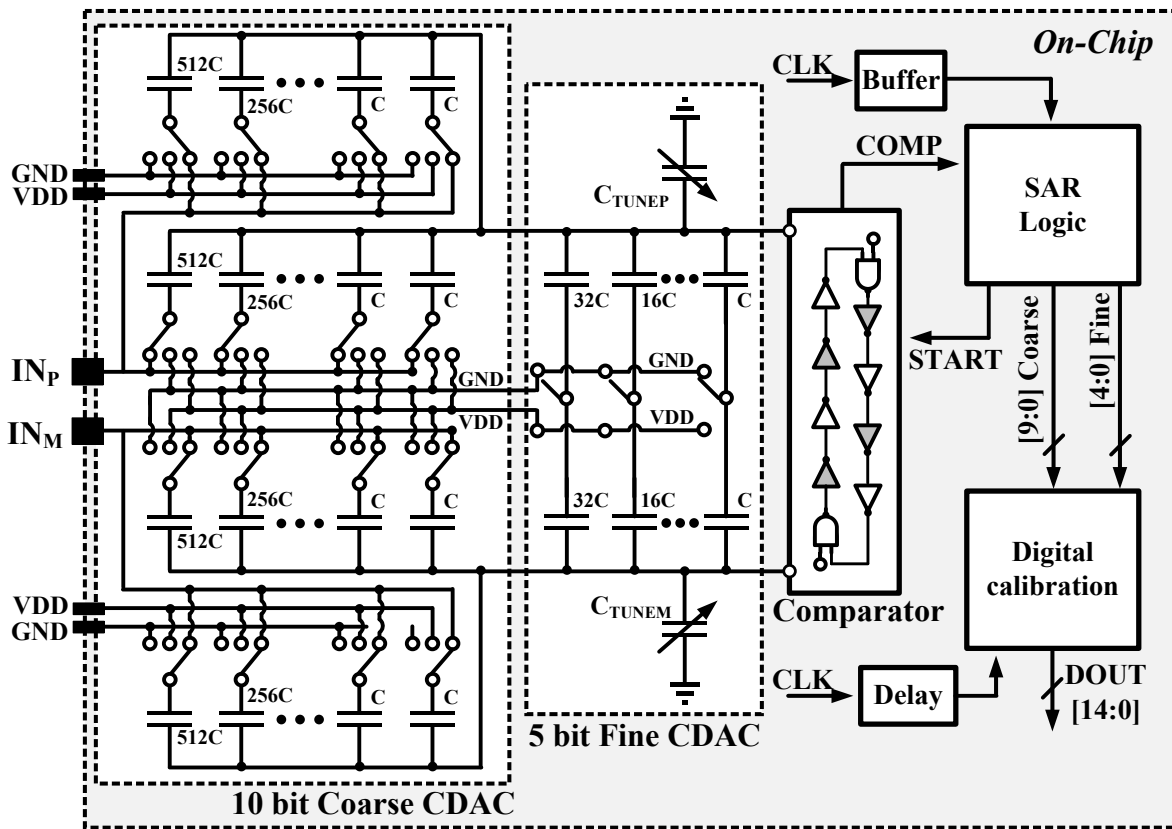 On-Chip
512C
256C
C
C
GND
VDD
512C
256C
C
C
IN_P
IN_M
GND
VDD
512C
256C
C
C
VDD
GND
512C
256C
C
C
10 bit Coarse CDAC
C_TUNEP
32C
16C
C
GND
VDD
32C
16C
C
C_TUNEM
5 bit Fine CDAC
CLK
Buffer
COMP
SAR
Logic
START
[9:0] Coarse
[4:0] Fine
Comparator
Digital
calibration
CLK
Delay
DOUT
[14:0]